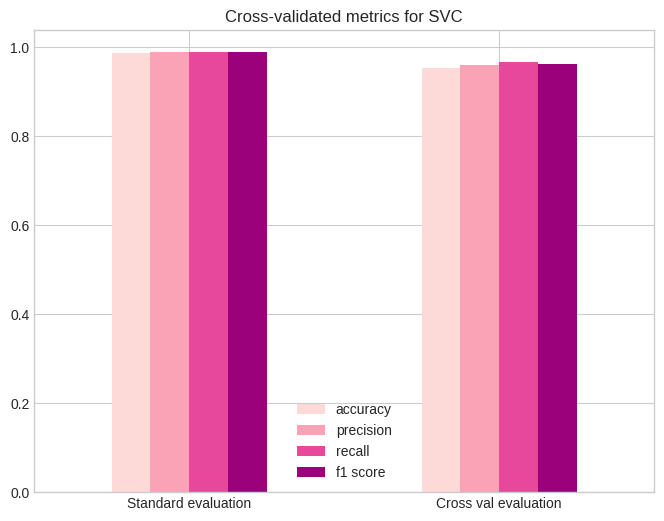 Cross-validated metrics for SVC
1.0
0.8
0.6
0.4
0.2
0.0
accuracy
precision
recall
f1 score
Standard evaluation
Cross val evaluation